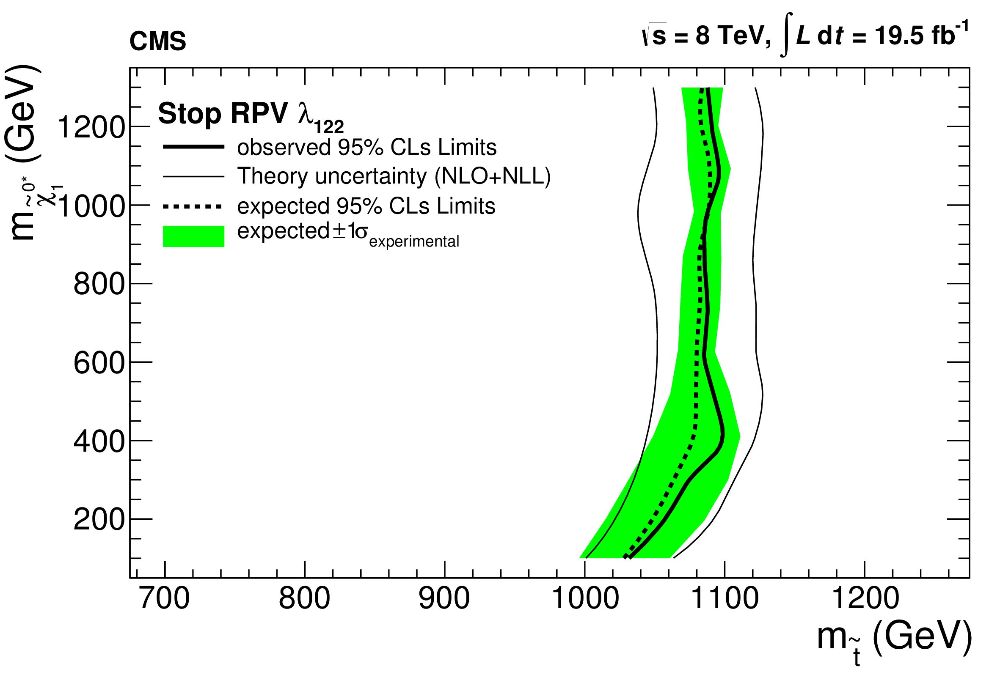 CMS
√s = 8 TeV, ∫L dt = 19.5 fb⁻¹
m χ̃₁⁰* (GeV)
Stop RPV λ₁₂₂
observed 95% CLs Limits
Theory uncertainty (NLO+NLL)
expected 95% CLs Limits
expected±1σ experimental
1200
1000
800
600
400
200
700 800 900 1000 1100 1200
m t̃ (GeV)